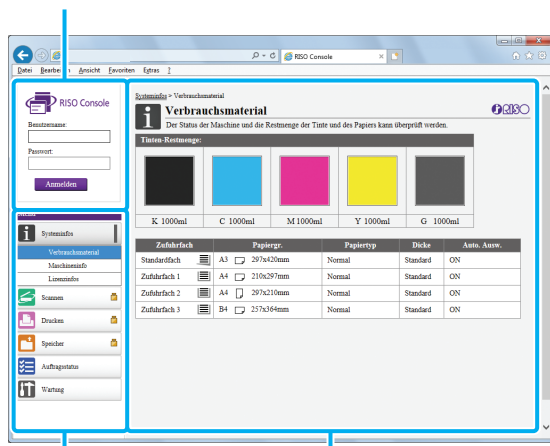 RISO Console
Datei Bearbei n Ansicht Favoriten Extras ?
RISO Console
Benutzername:
Passwort:
Anmelden
Systeminfos
Verbrauchsmaterial
Maschineninfo
Lizenzinfos
Scannen
Drucken
Speicher
Auftragsstatus
Wartung
Systeminfos > Verbrauchsmaterial
Verbrauchsmaterial
RISO
Der Status der Maschine und die Restmenge der Tinte und des Papiers kann überprüft werden.
Tinten-Restmenge:
K 1000ml C 1000ml M 1000ml Y 1000ml G 1000ml
Zufuhrfach Papiergr. Papiertyp Dicke Auto. Ausw.
Standardfach A3 297x420mm Normal Standard ON
Zufuhrfach 1 A4 210x297mm Normal Standard ON
Zufuhrfach 2 A4 297x210mm Normal Standard ON
Zufuhrfach 3 B4 257x364mm Normal Standard ON